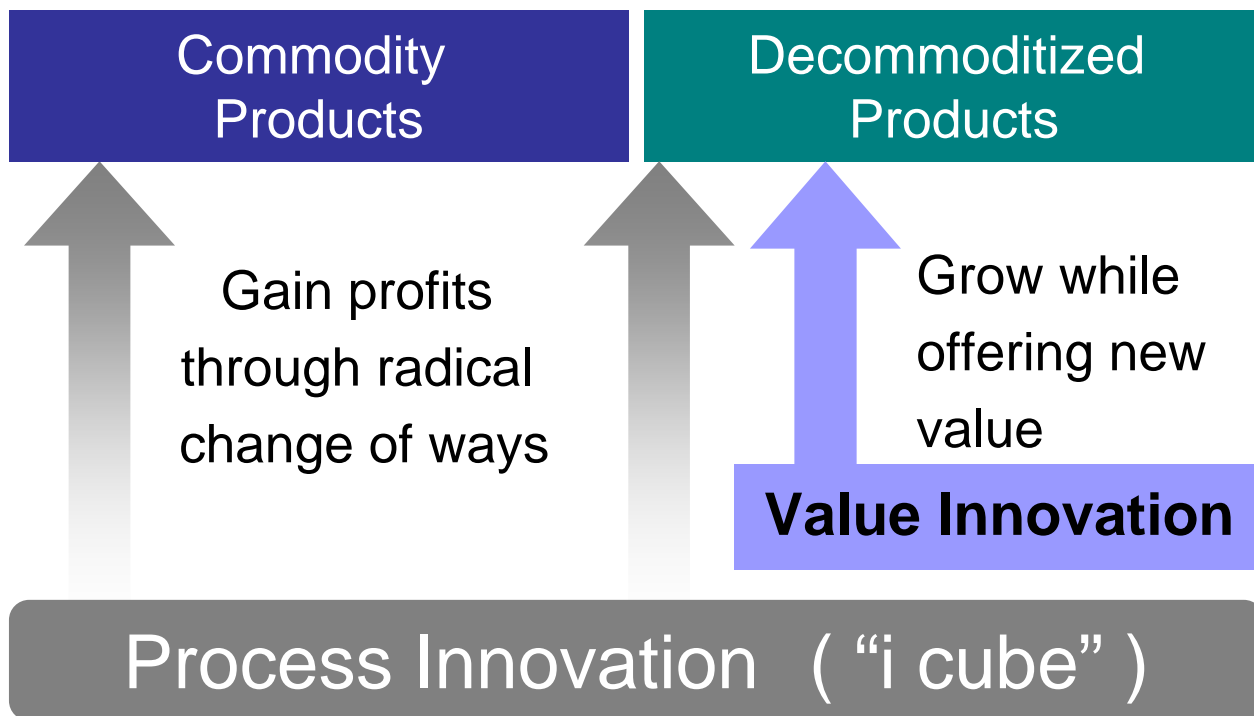 Commodity
Products
Decommoditized
Products
Gain profits
through radical
change of ways
Grow while
offering new
value
Value Innovation
Process Innovation ( “i cube” )